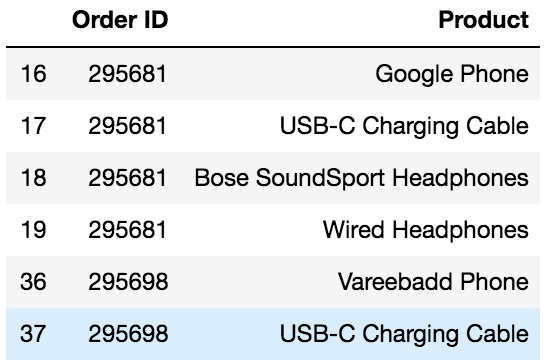 Order ID Product
16 295681 Google Phone
17 295681 USB-C Charging Cable
18 295681 Bose SoundSport Headphones
19 295681 Wired Headphones
36 295698 Vareebadd Phone
37 295698 USB-C Charging Cable